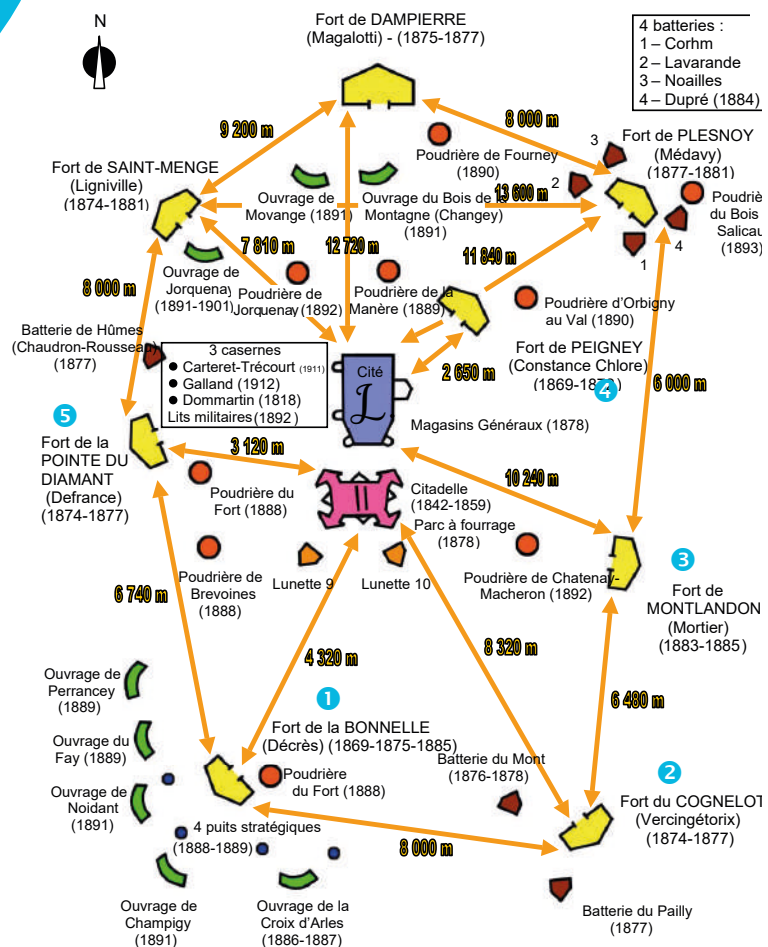 Fort de DAMPIERRE
(Magalotti) - (1875-1877)
N
4 batteries :
1 – Corhm
2 – Lavarande
3 – Noailles
4 – Dupré (1884)
9 200 m
8 000 m
Fort de SAINT-MENGE
(Ligniville)
(1874-1881)
Poudrière de Fourney
(1890)
3
Fort de PLESNOY
(Médavy)
(1877-1881)
2
4
1
13 600 m
Ouvrage de
Movange (1891)
Ouvrage du Bois de la
Montagne (Changey)
(1891)
Poudri
du Bois
Salicau
(1893)
7 810 m
12 720 m
11 840 m
8 000 m
Ouvrage de
Jorquenay
(1891-1901)
Poudrière de
Jorquenay (1892)
Poudrière de la
Manère (1889)
Poudrière d'Orbigny
au Val (1890)
Batterie de Hûmes
(Chaudron-Rousseau)
(1877)
3 casernes
● Carteret-Trécourt (1911)
● Galland (1912)
● Dommartin (1818)
Lits militaires (1892)
Cité
L
2 650 m
Fort de PEIGNEY
(Constance Chlore)
(1869-1872)
4
6 000 m
5
Fort de la
POINTE DU
DIAMANT
(Defrance)
(1874-1877)
3 120 m
Magasins Généraux (1878)
10 240 m
Poudrière du
Fort (1888)
Citadelle
(1842-1859)
Parc à fourrage
(1878)
Poudrière de
Brevoines
(1888)
Lunette 9
Lunette 10
Poudrière de Chatenay-
Macheron (1892)
3
Fort de
MONTLANDON
(Mortier)
(1883-1885)
6 740 m
4 320 m
8 320 m
6 480 m
Ouvrage de
Perrancey
(1889)
Ouvrage du
Fay (1889)
Ouvrage de
Noidant
(1891)
1
Fort de la BONNELLE
(Décrès) (1869-1875-1885)
Poudrière
du Fort (1888)
Batterie du Mont
(1876-1878)
2
Fort du COGNELOT
(Vercingétorix)
(1874-1877)
4 puits stratégiques
(1888-1889)
8 000 m
Ouvrage de
Champigy
(1891)
Ouvrage de la
Croix d'Arles
(1886-1887)
Batterie du Pailly
(1877)